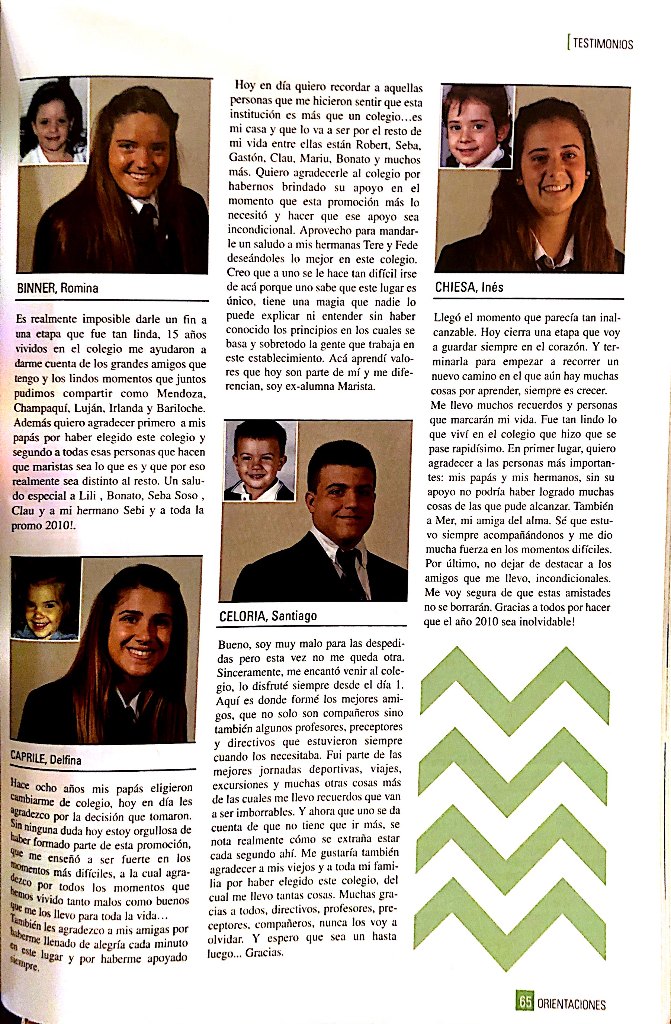 [ TESTIMONIOS
BINNER, Romina
Es realmente imposible darle un fin a
una etapa que fue tan linda, 15 años
vividos en el colegio me ayudaron a
darme cuenta de los grandes amigos que
tengo y los lindos momentos que juntos
pudimos compartir como Mendoza,
Champaquí, Luján, Irlanda y Bariloche.
Además quiero agradecer primero a mis
papás por haber elegido este colegio y
segundo a todas esas personas que hacen
que maristas sea lo que es y que por eso
realmente sea distinto al resto. Un salu-
do especial a Lili , Bonato, Seba Soso ,
Clau y a mi hermano Sebi y a toda la
promo 2010!.
CAPRILE, Delfina
Hace ocho años mis papás eligieron
cambiarme de colegio, hoy en día les
agradezco por la decisión que tomaron.
Sin ninguna duda hoy estoy orgullosa de
haber formado parte de esta promoción,
que me enseñó a ser fuerte en los
momentos más difíciles, a la cual agra-
dezco por todos los momentos que
hemos vivido tanto malos como buenos
que me los llevo para toda la vida...
También les agradezco a mis amigas por
haberme llenado de alegría cada minuto
en este lugar y por haberme apoyado
siempre.
Hoy en día quiero recordar a aquellas
personas que me hicieron sentir que esta
institución es más que un colegio...es
mi casa y que lo va a ser por el resto de
mi vida entre ellas están Robert, Seba,
Gastón, Clau, Mariu, Bonato y muchos
más. Quiero agradecerle al colegio por
habernos brindado su apoyo en el
momento que esta promoción más lo
necesitó y hacer que ese apoyo sea
incondicional. Aprovecho para mandar-
le un saludo a mis hermanas Tere y Fede
deseándoles lo mejor en este colegio.
Creo que a uno se le hace tan difícil irse
de acá porque uno sabe que este lugar es
único, tiene una magia que nadie lo
puede explicar ni entender sin haber
conocido los principios en los cuales se
basa y sobretodo la gente que trabaja en
este establecimiento. Acá aprendí valo-
res que hoy son parte de mí y me dife-
rencian, soy ex-alumna Marista.
CELORIA, Santiago
Bueno, soy muy malo para las despedi-
das pero esta vez no me queda otra.
Sinceramente, me encantó venir al cole-
gio, lo disfruté siempre desde el día 1.
Aquí es donde formé los mejores ami-
gos, que no solo son compañeros sino
también algunos profesores, preceptores
y directivos que estuvieron siempre
cuando los necesitaba. Fui parte de las
mejores jornadas deportivas, viajes,
excursiones y muchas otras cosas más
de las cuales me llevo recuerdos que van
a ser imborrables. Y ahora que uno se da
cuenta de que no tiene que ir más, se
nota realmente cómo se extraña estar
cada segundo ahí. Me gustaría también
agradecer a mis viejos y a toda mi fami-
lia por haber elegido este colegio, del
cual me llevo tantas cosas. Muchas gra-
cias a todos, directivos, profesores, pre-
ceptores, compañeros, nunca los voy a
olvidar. Y espero que sea un hasta
luego... Gracias.
CHIESA, Inés
Llegó el momento que parecía tan inal-
canzable. Hoy cierra una etapa que voy
a guardar siempre en el corazón. Y ter-
minarla para empezar a recorrer un
nuevo camino en el que aún hay muchas
cosas por aprender, siempre es crecer.
Me llevo muchos recuerdos y personas
que marcarán mi vida. Fue tan lindo lo
que viví en el colegio que hizo que se
pase rapidísimo. En primer lugar, quiero
agradecer a las personas más importan-
tes: mis papás y mis hermanos, sin su
apoyo no podría haber logrado muchas
cosas de las que pude alcanzar. También
a Mer, mi amiga del alma. Sé que estu-
vo siempre acompañándonos y me dio
mucha fuerza en los momentos difíciles.
Por último, no dejar de destacar a los
amigos que me llevo, incondicionales.
Me voy segura de que estas amistades
no se borrarán. Gracias a todos por hacer
que el año 2010 sea inolvidable!
65 ORIENTACIONES